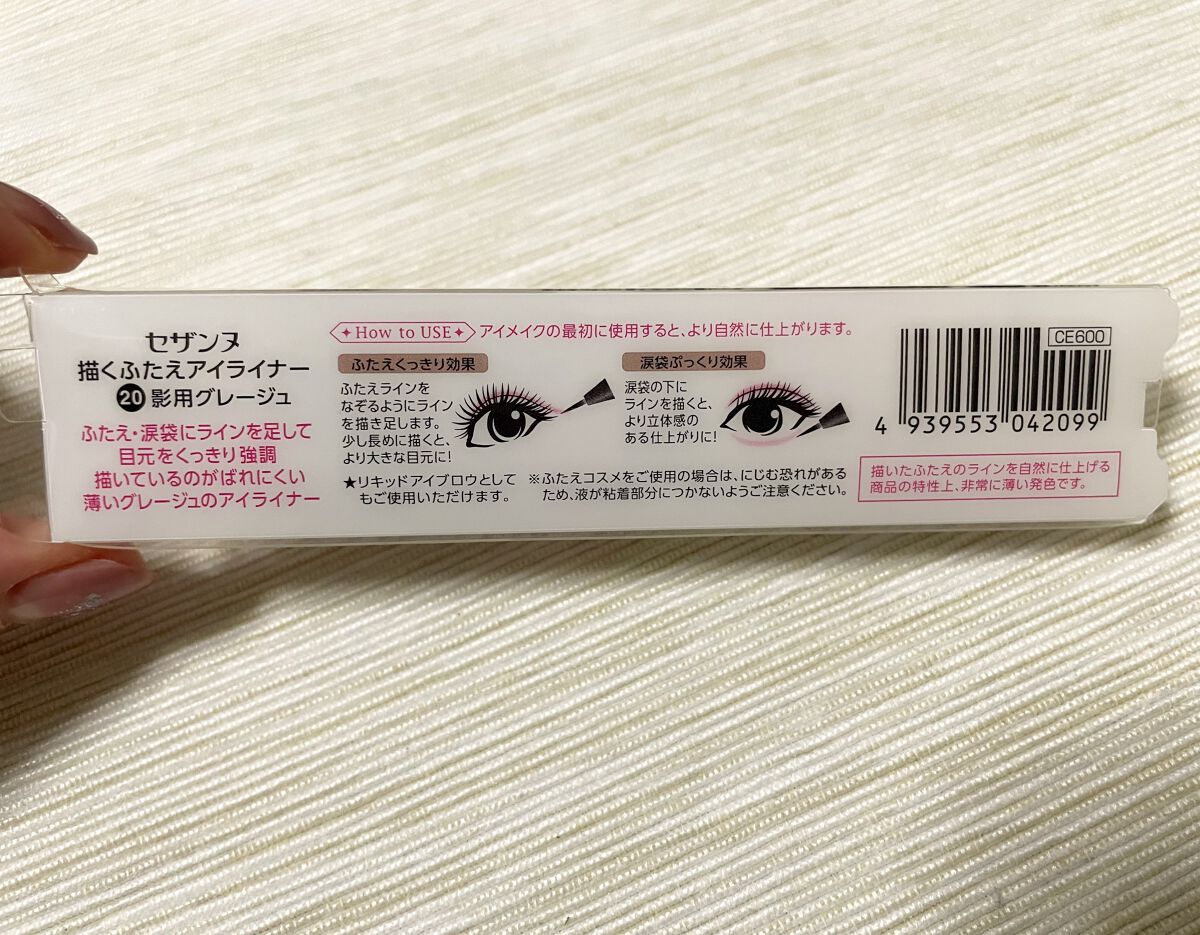 セザンヌ
描くふたえアイライナー
20 影用グレージュ
ふたえ・涙袋にラインを足して
目元をくっきり強調
描いているのがばれにくい
薄いグレージュのアイライナー
How to USE アイメイクの最初に使用すると、より自然に仕上がります。
ふたえくっきり効果
ふたえラインを
なぞるようにライン
を描き足します。
少し長めに描くと、
より大きな目元に!
★リキッドアイブロウとして
もご使用いただけます。
涙袋ぷっくり効果
涙袋の下に
ラインを描くと、
より立体感の
ある仕上がりに!
※ふたえコスメをご使用の場合は、にじむ恐れがある
ため、液が粘着部分につかないようご注意ください。
CE600
4 939553 042099
描いたふたえのラインを自然に仕上げる
商品の特性上、非常に薄い発色です。